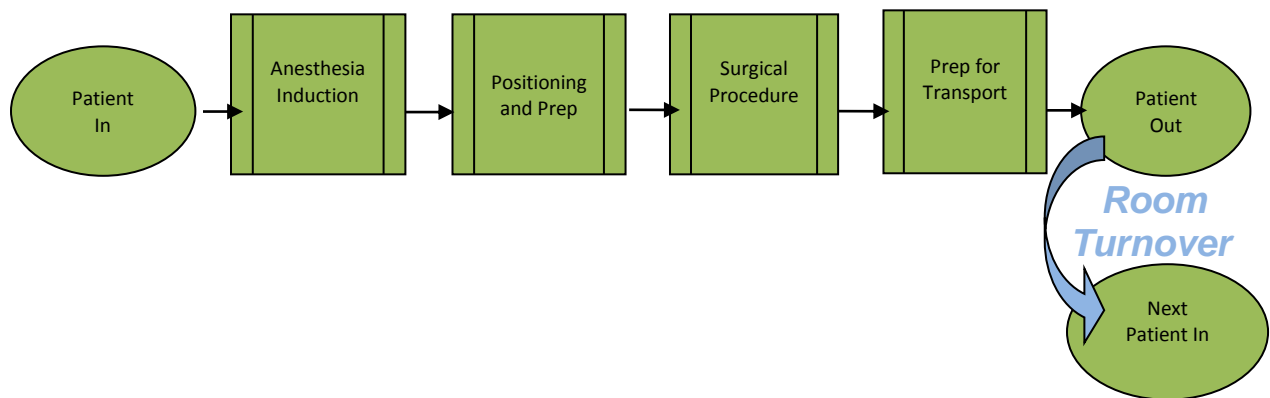 Patient
In
Anesthesia
Induction
Positioning
and Prep
Surgical
Procedure
Prep for
Transport
Patient
Out
Room
Turnover
Next
Patient In